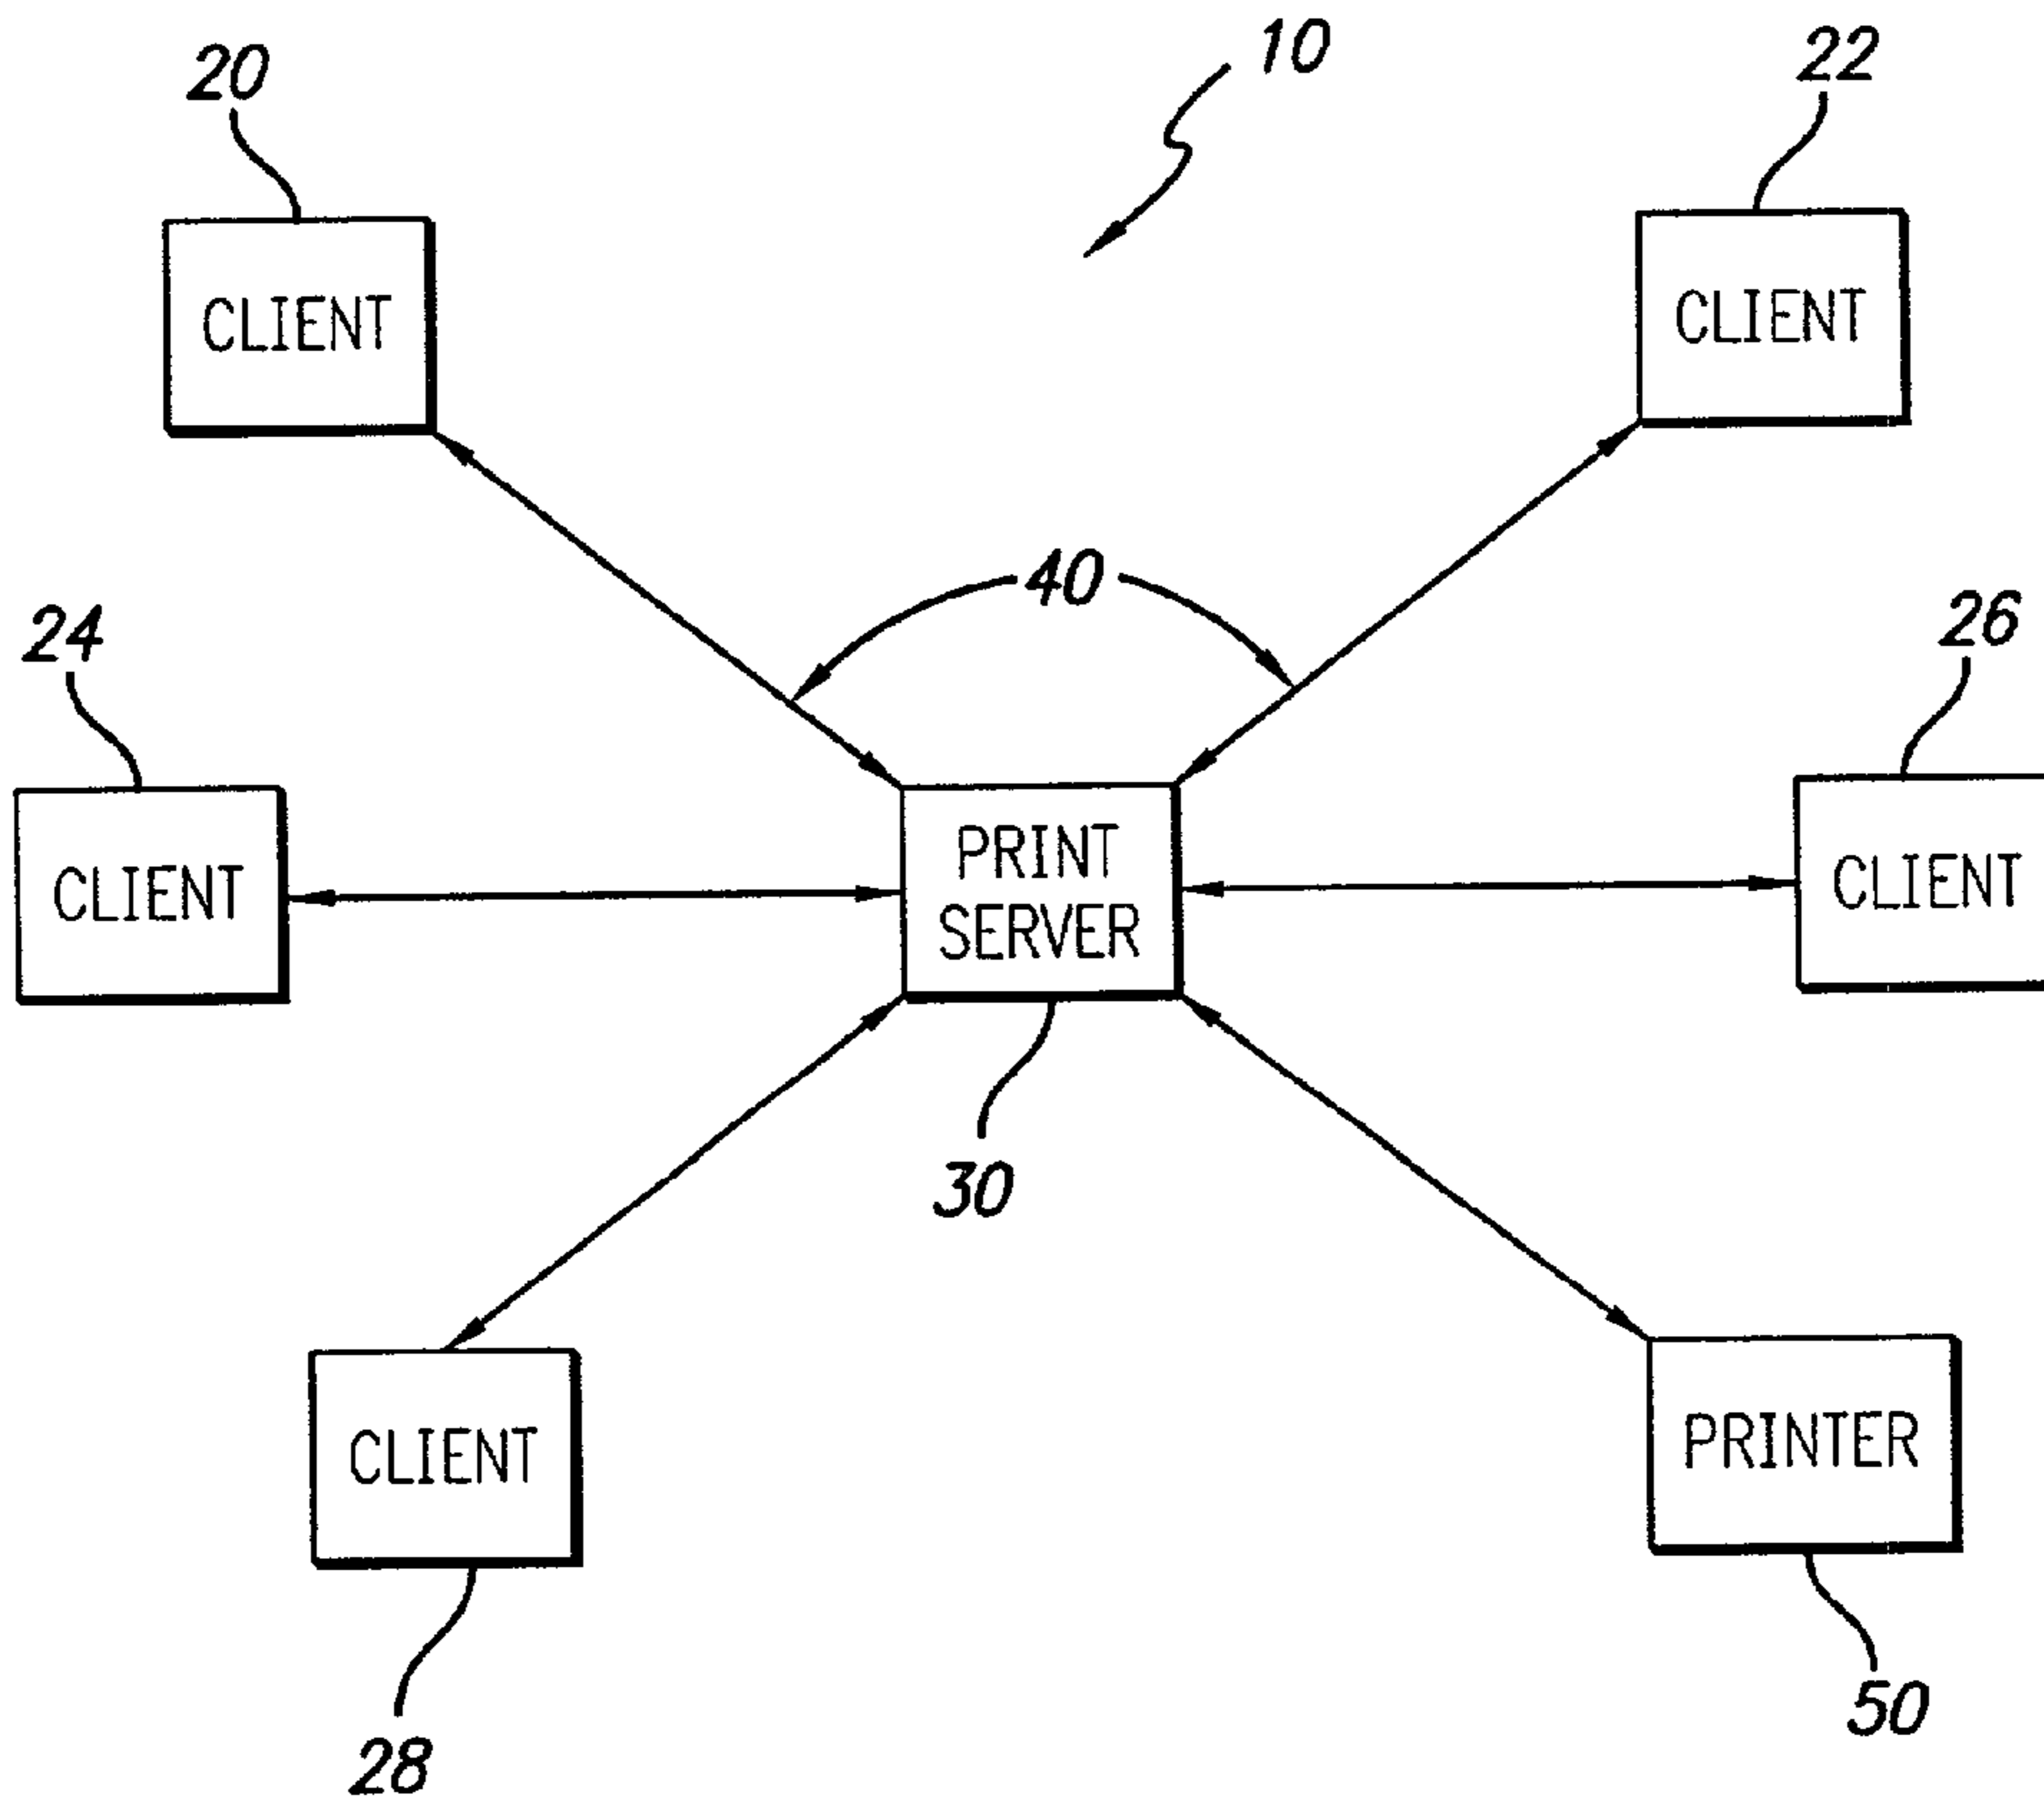 10
20
22
CLIENT
CLIENT
40
24
26
CLIENT
PRINT
SERVER
CLIENT
30
CLIENT
PRINTER
28
50